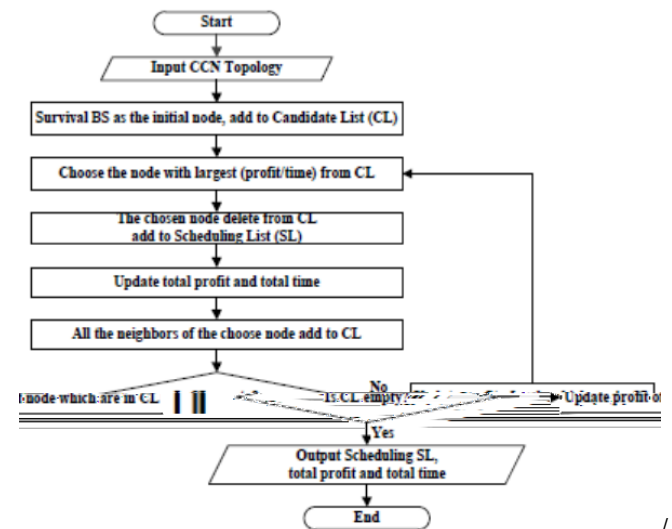 Start
Input CCN Topology
Survival BS as the initial node, add to Candidate List (CL)
Choose the node with largest (profit/time) from CL
The chosen node delete from CL
add to Scheduling List (SL)
Update total profit and total time
All the neighbors of the choose node add to CL
No
node which are in CL
Is CL empty?
Update profit of
Yes
Output Scheduling SL,
total profit and total time
End